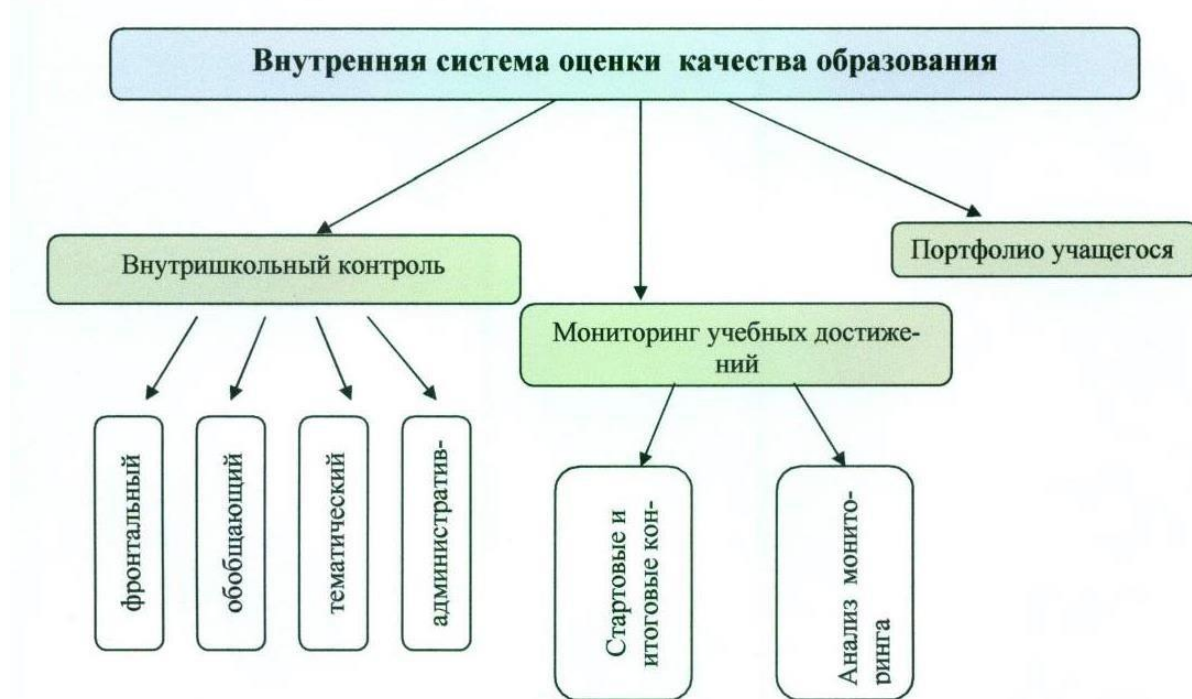 Внутренняя система оценки качества образования
Внутришкольный контроль
Портфолио учащегося
Мониторинг учебных достиже-
ний
фронтальный
обобщающий
тематический
административ-
Стартовые и
итоговые кон-
Анализ монито-
ринга